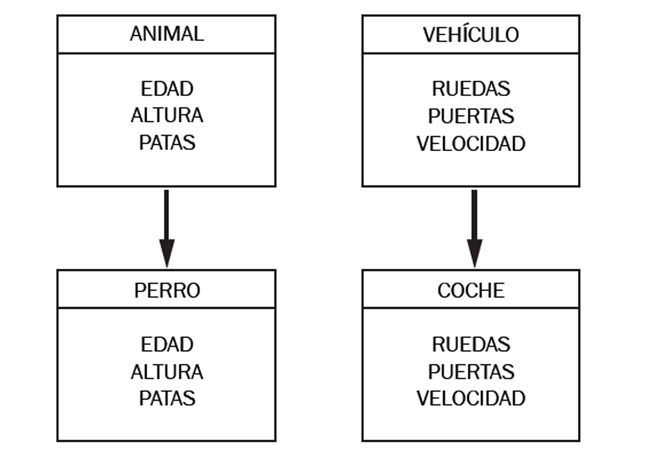 ANIMAL
EDAD
ALTURA
PATAS
VEHÍCULO
RUEDAS
PUERTAS
VELOCIDAD
PERRO
EDAD
ALTURA
PATAS
COCHE
RUEDAS
PUERTAS
VELOCIDAD